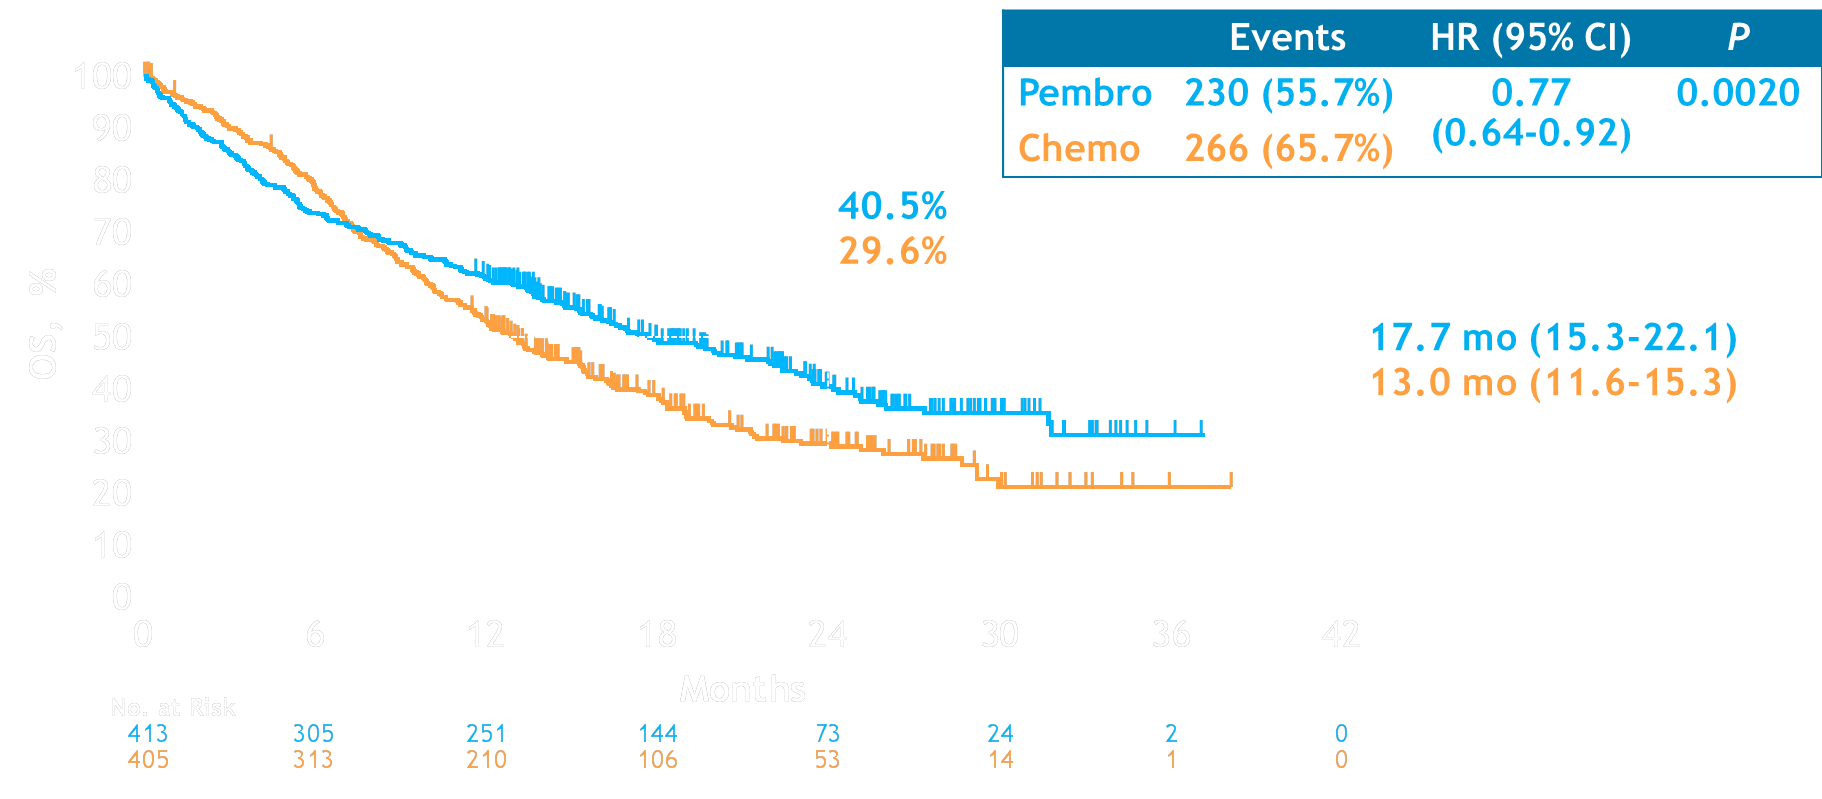 Events HR (95% CI) P
Pembro 230 (55.7%) 0.77 0.0020
(0.64-0.92)
Chemo 266 (65.7%)
100
90
80
70
60
50
40
30
20
10
0
OS, %
40.5%
29.6%
17.7 mo (15.3-22.1)
13.0 mo (11.6-15.3)
0 6 12 18 24 30 36 42
Months
No. at Risk
413 305 251 144 73 24 2 0
405 313 210 106 53 14 1 0